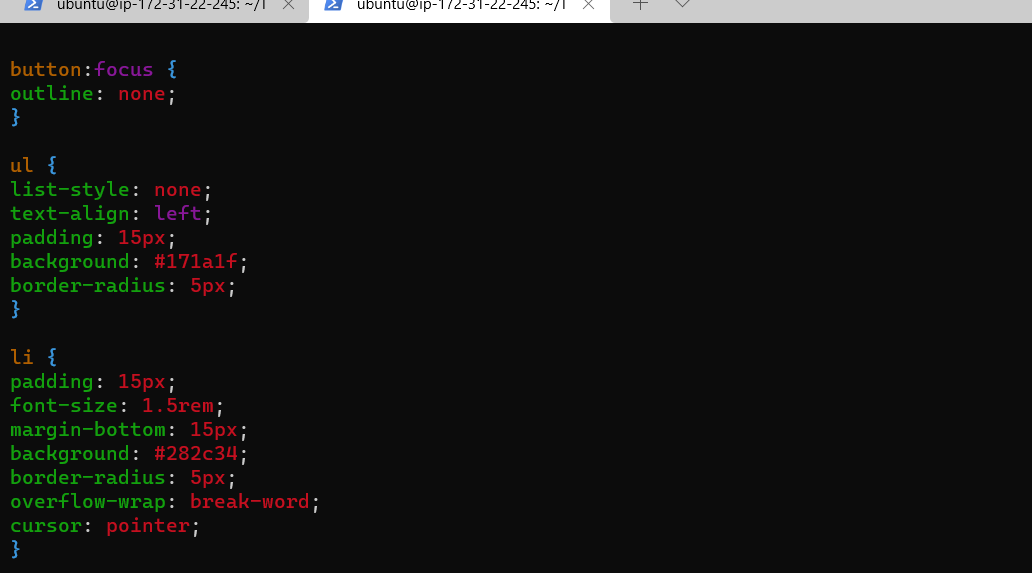 ubuntu@ip-172-31-22-245: ~/T
ubuntu@ip-172-31-22-245: ~/T
button:focus {
outline: none;
}
ul {
list-style: none;
text-align: left;
padding: 15px;
background: #171a1f;
border-radius: 5px;
}
li {
padding: 15px;
font-size: 1.5rem;
margin-bottom: 15px;
background: #282c34;
border-radius: 5px;
overflow-wrap: break-word;
cursor: pointer;
}